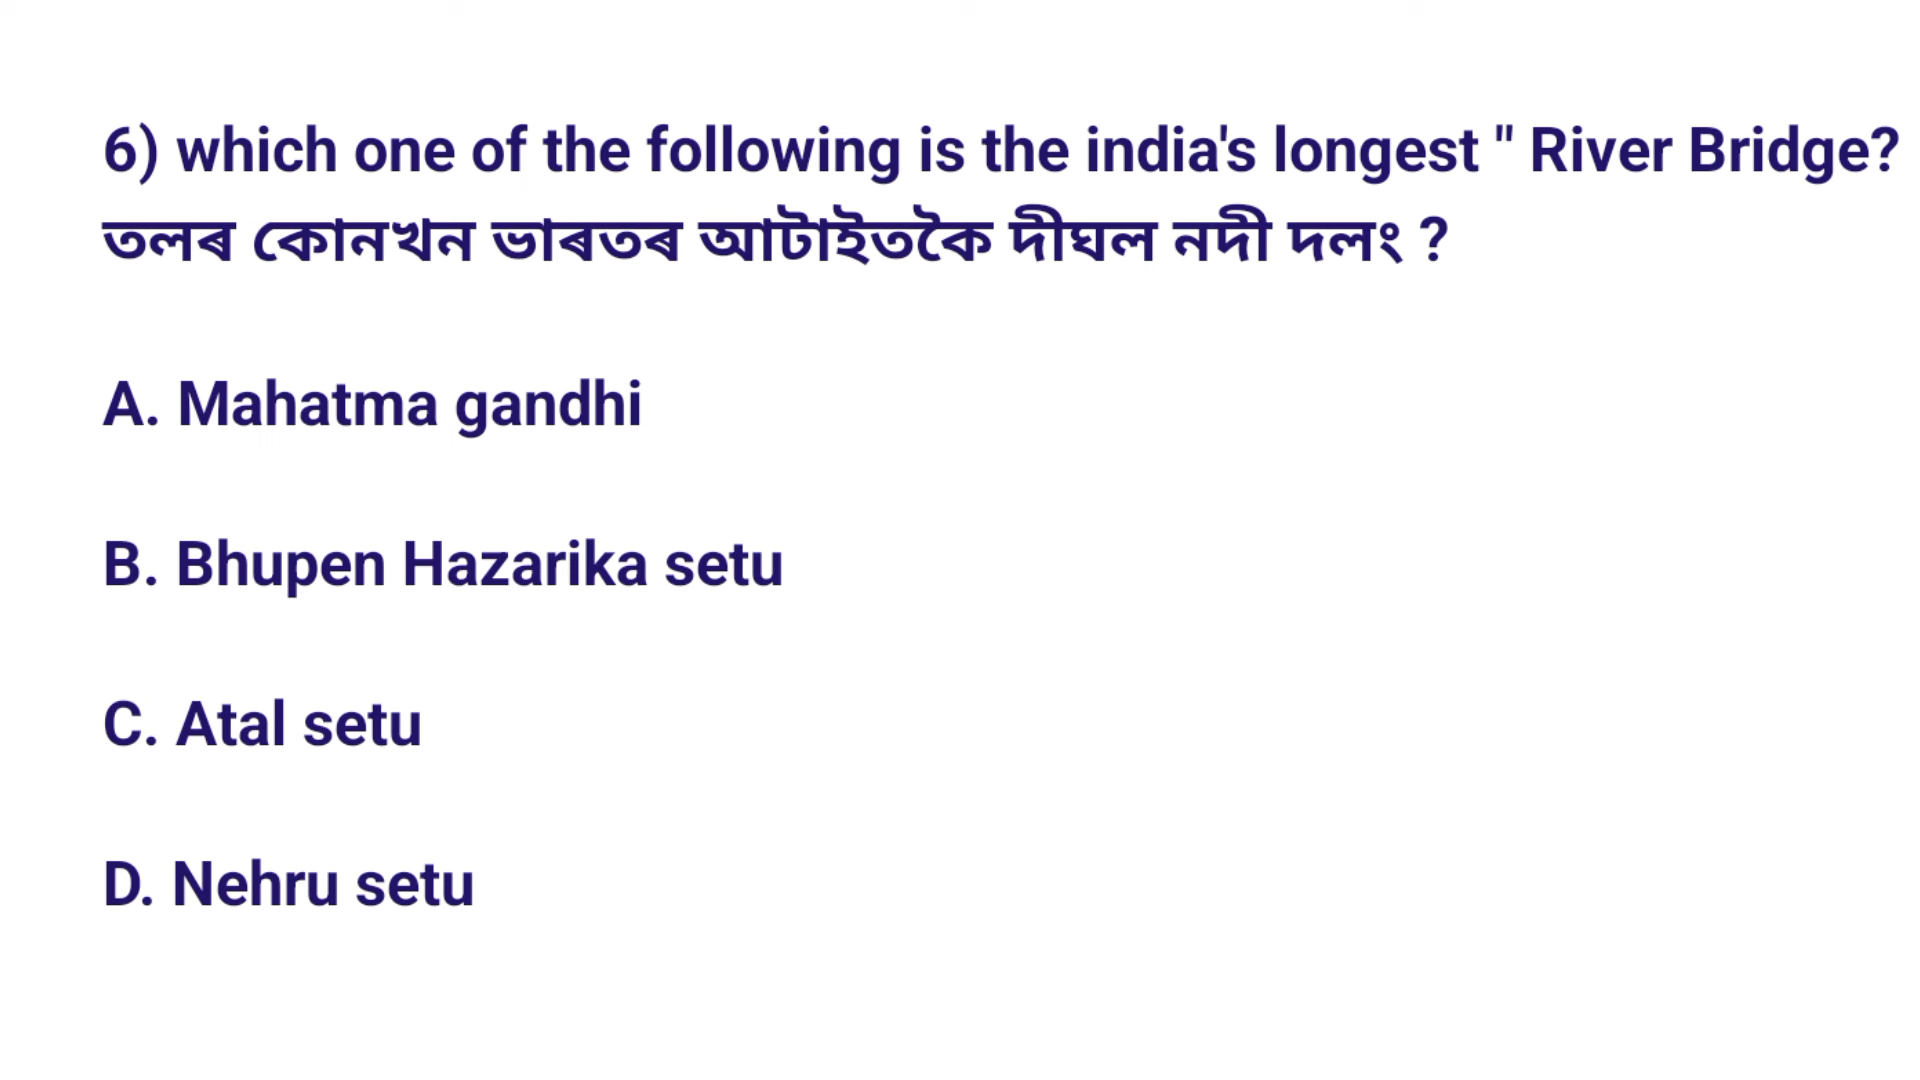 6) which one of the following is the india's longest " River Bridge?
তলৰ কোনখন ভাৰতৰ আটাইতকৈ দীঘল নদী দলং ?
A. Mahatma gandhi
B. Bhupen Hazarika setu
C. Atal setu
D. Nehru setu